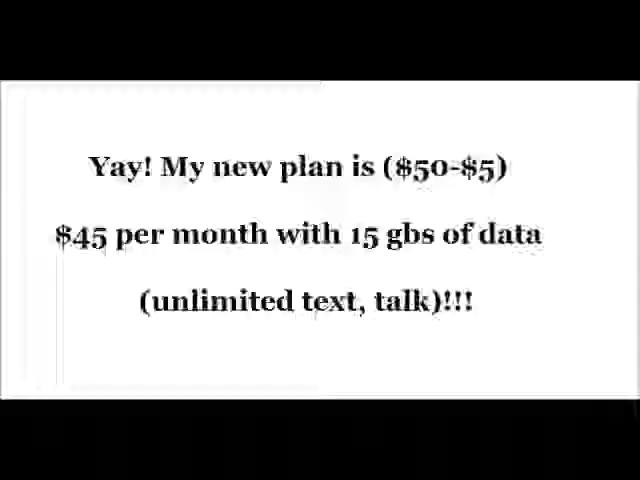 Yay! My new plan is ($50-$5)
$45 per month with 15 gbs of data
(unlimited text, talk)!!!